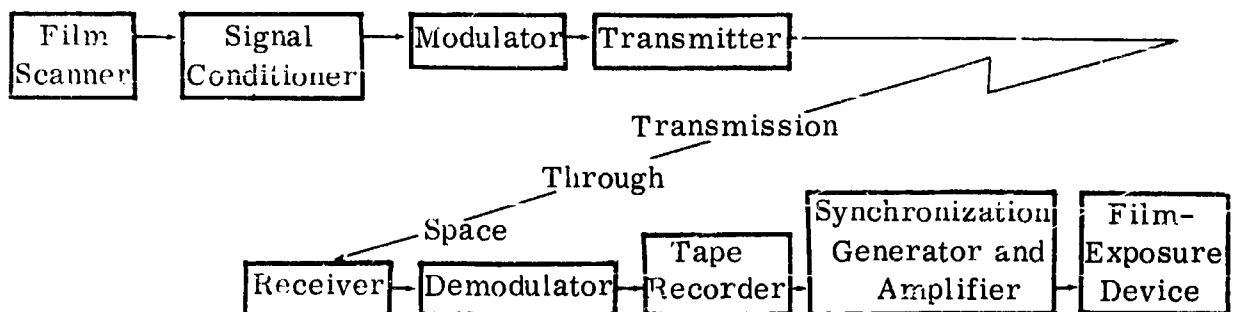 Film
Scanner
Signal
Conditioner
Modulator
Transmitter
Transmission
Through
Space
Receiver
Demodulator
Tape
Recorder
Synchronization
Generator and
Amplifier
Film-
Exposure
Device